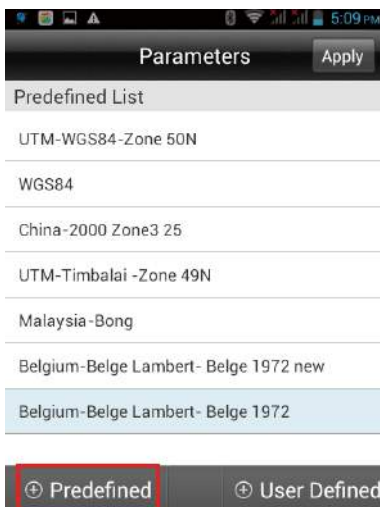 5:09 PM
Parameters
Apply
Predefined List
UTM-WGS84-Zone 50N
WGS84
China-2000 Zone3 25
UTM-Timbalai -Zone 49N
Malaysia-Bong
Belgium-Belge Lambert- Belge 1972 new
Belgium-Belge Lambert- Belge 1972
⊕ Predefined
⊕ User Defined